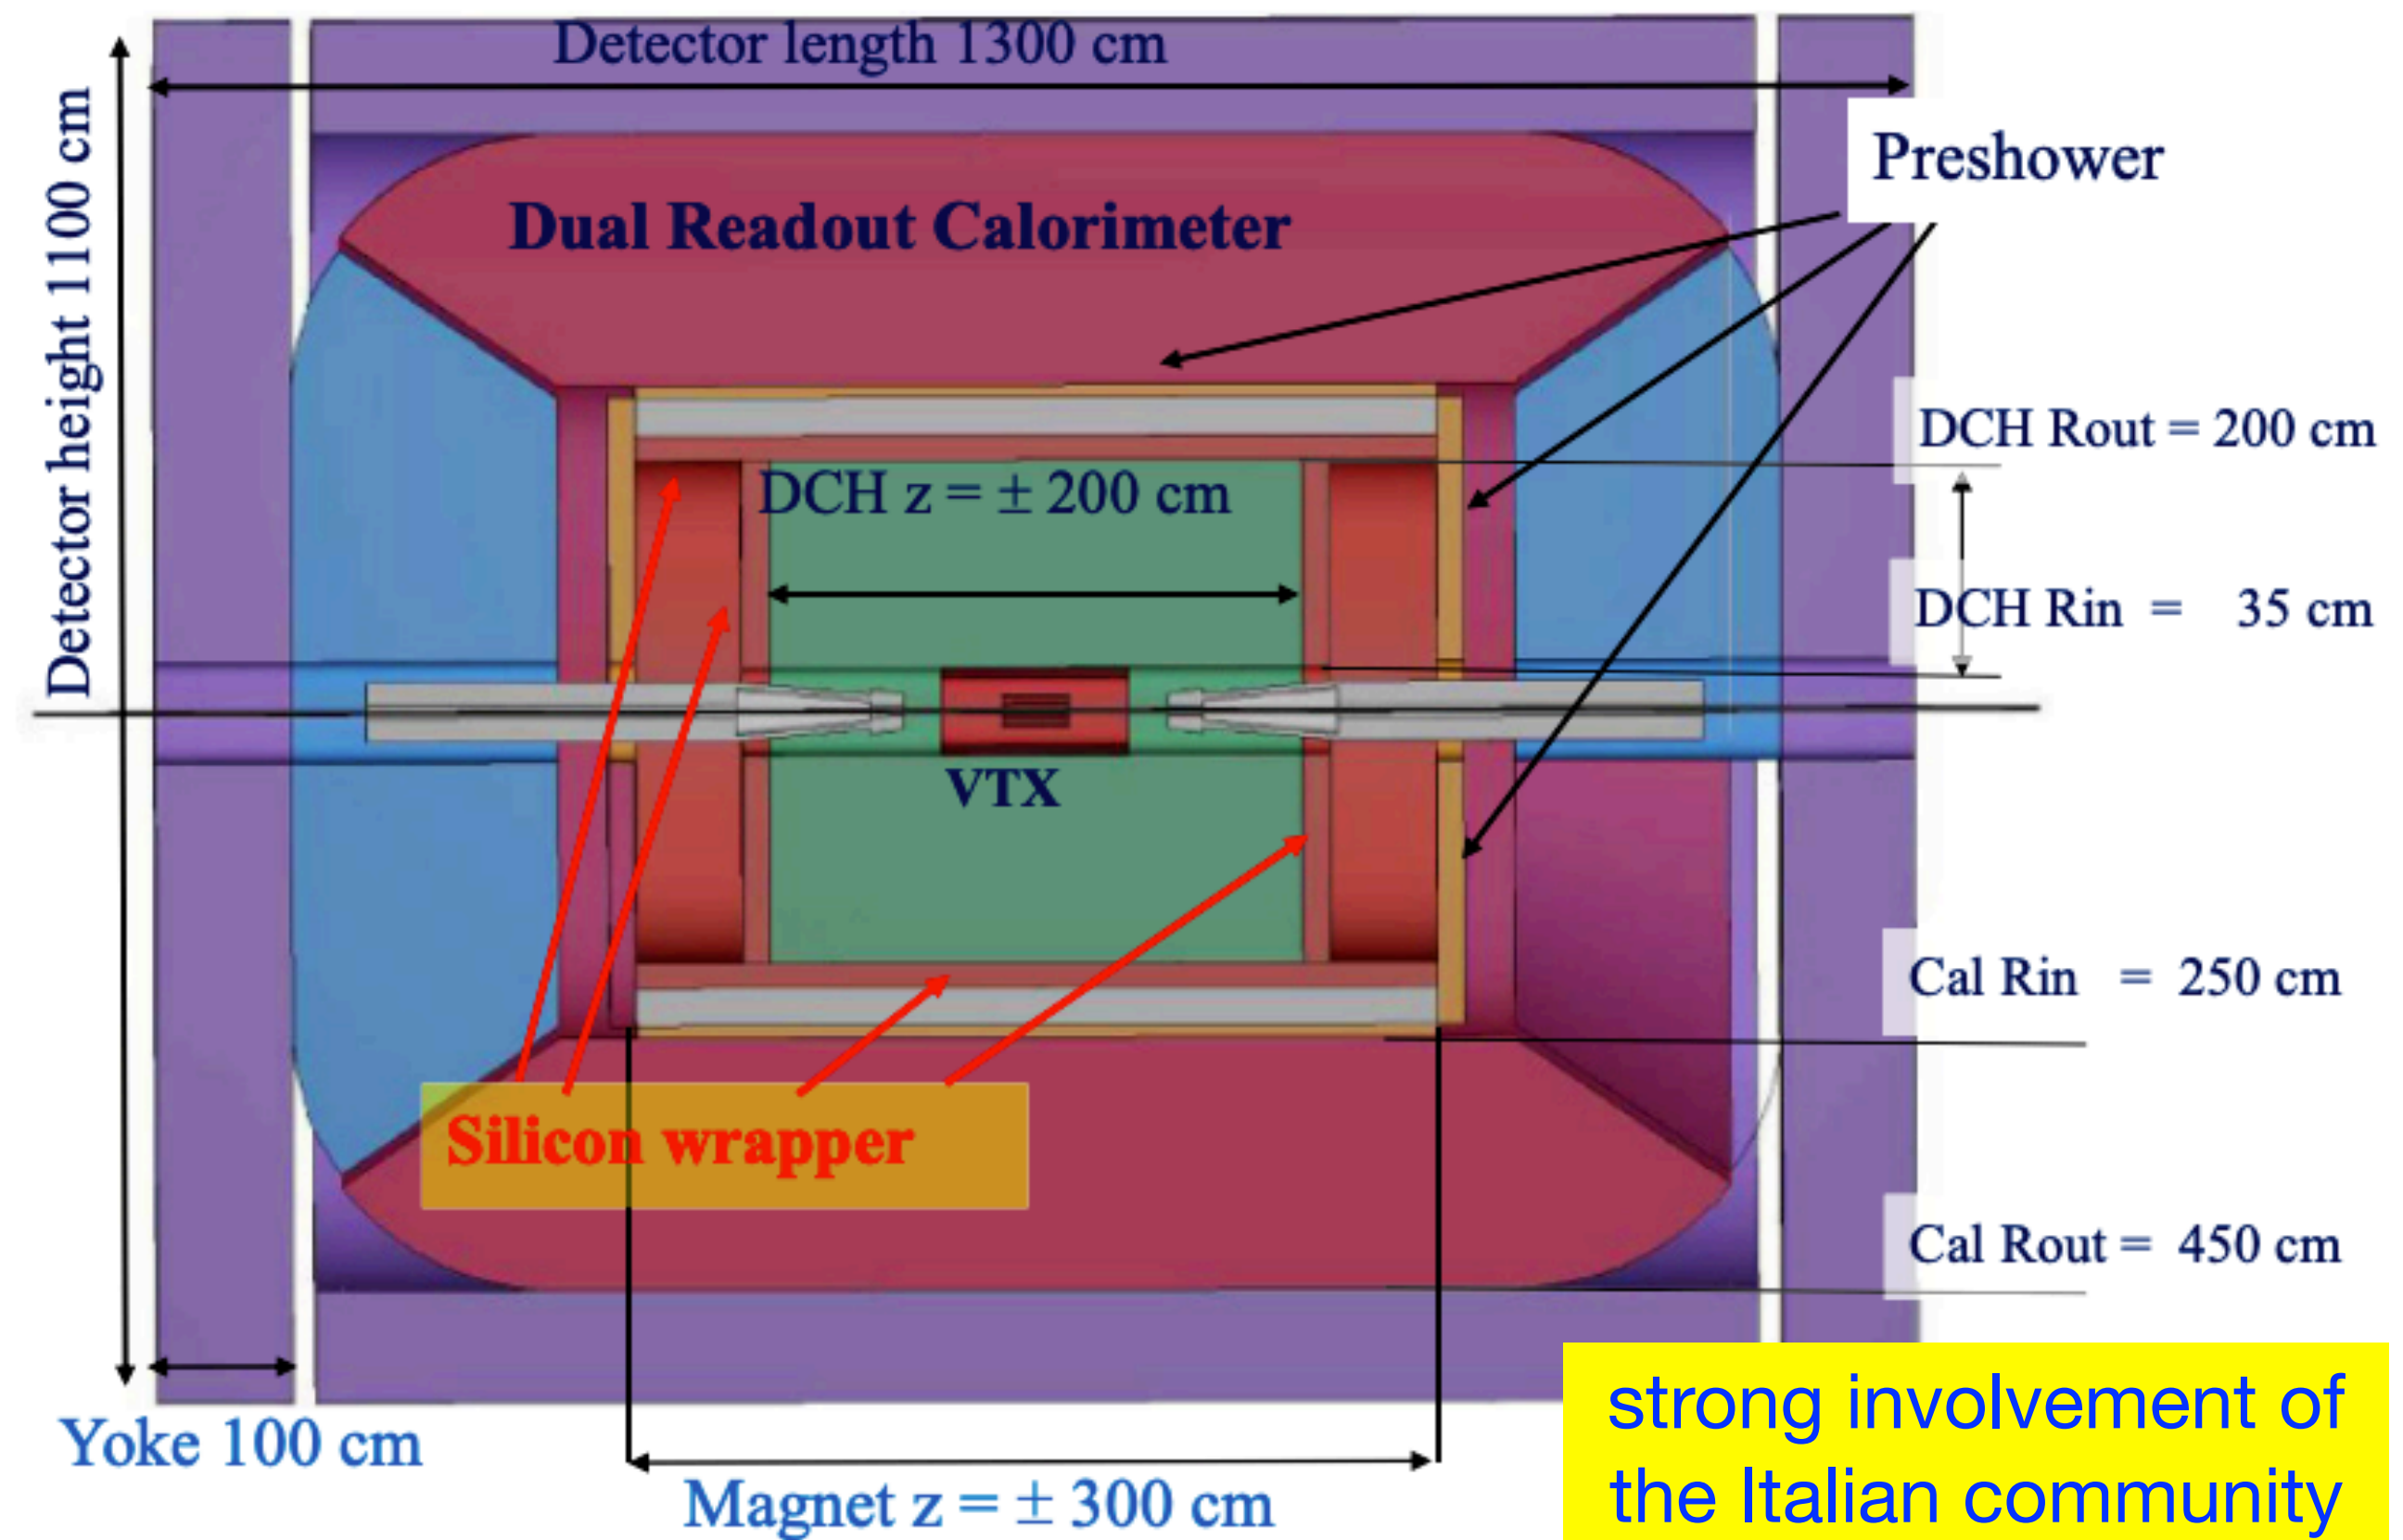 Detector length 1300 cm
Detector height 1100 cm
Preshower
Dual Readout Calorimeter
DCH Rout = 200 cm
DCH z = ± 200 cm
DCH Rin = 35 cm
VTX
Cal Rin = 250 cm
Silicon wrapper
Cal Rout = 450 cm
Yoke 100 cm
Magnet z = ± 300 cm
strong involvement of
the Italian community